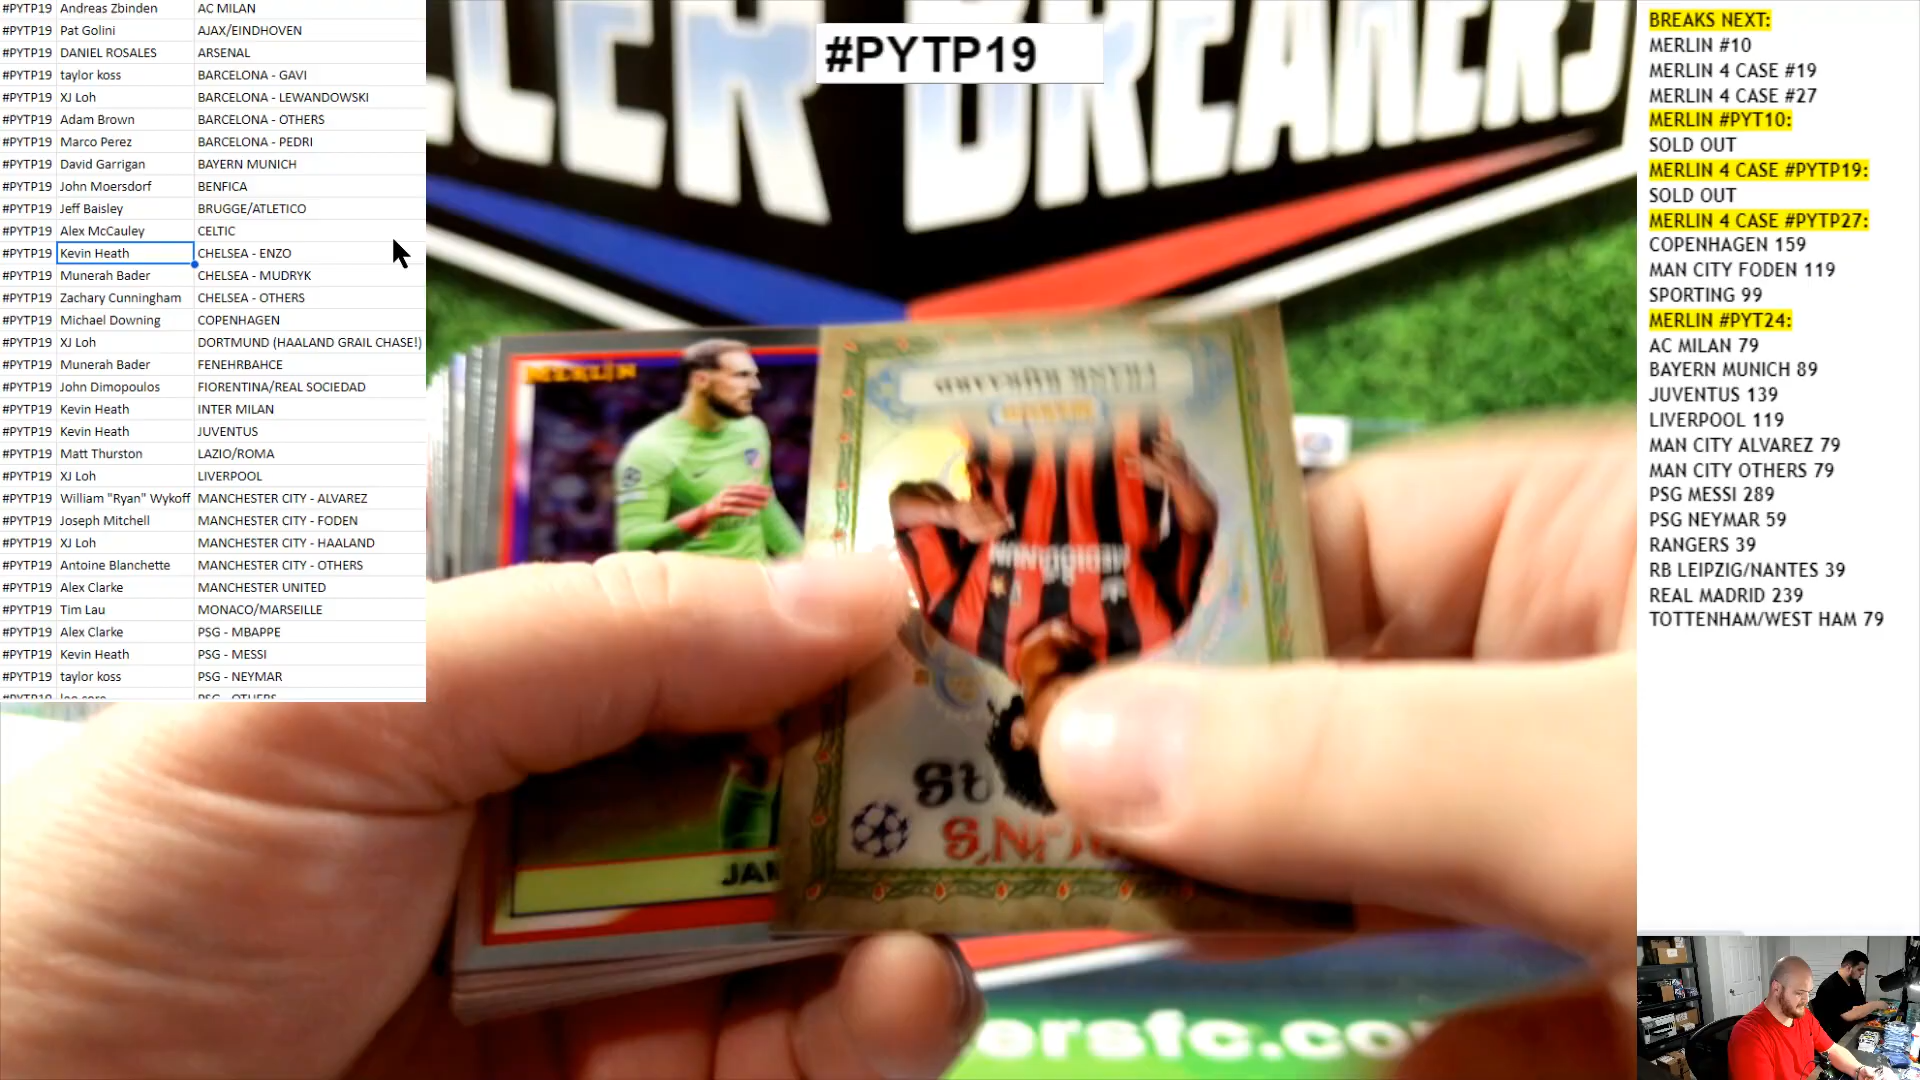 #PYTP19 Andreas Zbinden AC MILAN
#PYTP19 Pat Golini AJAX/EINDHOVEN
#PYTP19 DANIEL ROSALES ARSENAL
#PYTP19 taylor koss BARCELONA - GAVI
#PYTP19 XJ Loh BARCELONA - LEWANDOWSKI
#PYTP19 Adam Brown BARCELONA - OTHERS
#PYTP19 Marco Perez BARCELONA - PEDRI
#PYTP19 David Garrigan BAYERN MUNICH
#PYTP19 John Moersdorf BENFICA
#PYTP19 Jeff Baisley BRUGGE/ATLETICO
#PYTP19 Alex McCauley CELTIC
#PYTP19 Kevin Heath CHELSEA - ENZO
#PYTP19 Munerah Bader CHELSEA - MUDRYK
#PYTP19 Zachary Cunningham CHELSEA - OTHERS
#PYTP19 Michael Downing COPENHAGEN
#PYTP19 XJ Loh DORTMUND (HAALAND GRAIL CHASE!)
#PYTP19 Munerah Bader FENEHRBAHCE
#PYTP19 John Dimopoulos FIORENTINA/REAL SOCIEDAD
#PYTP19 Kevin Heath INTER MILAN
#PYTP19 Kevin Heath JUVENTUS
#PYTP19 Matt Thurston LAZIO/ROMA
#PYTP19 XJ Loh LIVERPOOL
#PYTP19 William "Ryan" Wykoff MANCHESTER CITY - ALVAREZ
#PYTP19 Joseph Mitchell MANCHESTER CITY - FODEN
#PYTP19 XJ Loh MANCHESTER CITY - HAALAND
#PYTP19 Antoine Blanchette MANCHESTER CITY - OTHERS
#PYTP19 Alex Clarke MANCHESTER UNITED
#PYTP19 Tim Lau MONACO/MARSEILLE
#PYTP19 Alex Clarke PSG - MBAPPE
#PYTP19 Kevin Heath PSG - MESSI
#PYTP19 taylor koss PSG - NEYMAR
#PYTP19
#PYTP19
BREAKERS
MERLIN
JAN
ersfc.co
BREAKS NEXT:
MERLIN #10
MERLIN 4 CASE #19
MERLIN 4 CASE #27
MERLIN #PYT10:
SOLD OUT
MERLIN 4 CASE #PYTP19:
SOLD OUT
MERLIN 4 CASE #PYTP27:
COPENHAGEN 159
MAN CITY FODEN 119
SPORTING 99
MERLIN #PYT24:
AC MILAN 79
BAYERN MUNICH 89
JUVENTUS 139
LIVERPOOL 119
MAN CITY ALVAREZ 79
MAN CITY OTHERS 79
PSG MESSI 289
PSG NEYMAR 59
RANGERS 39
RB LEIPZIG/NANTES 39
REAL MADRID 239
TOTTENHAM/WEST HAM 79